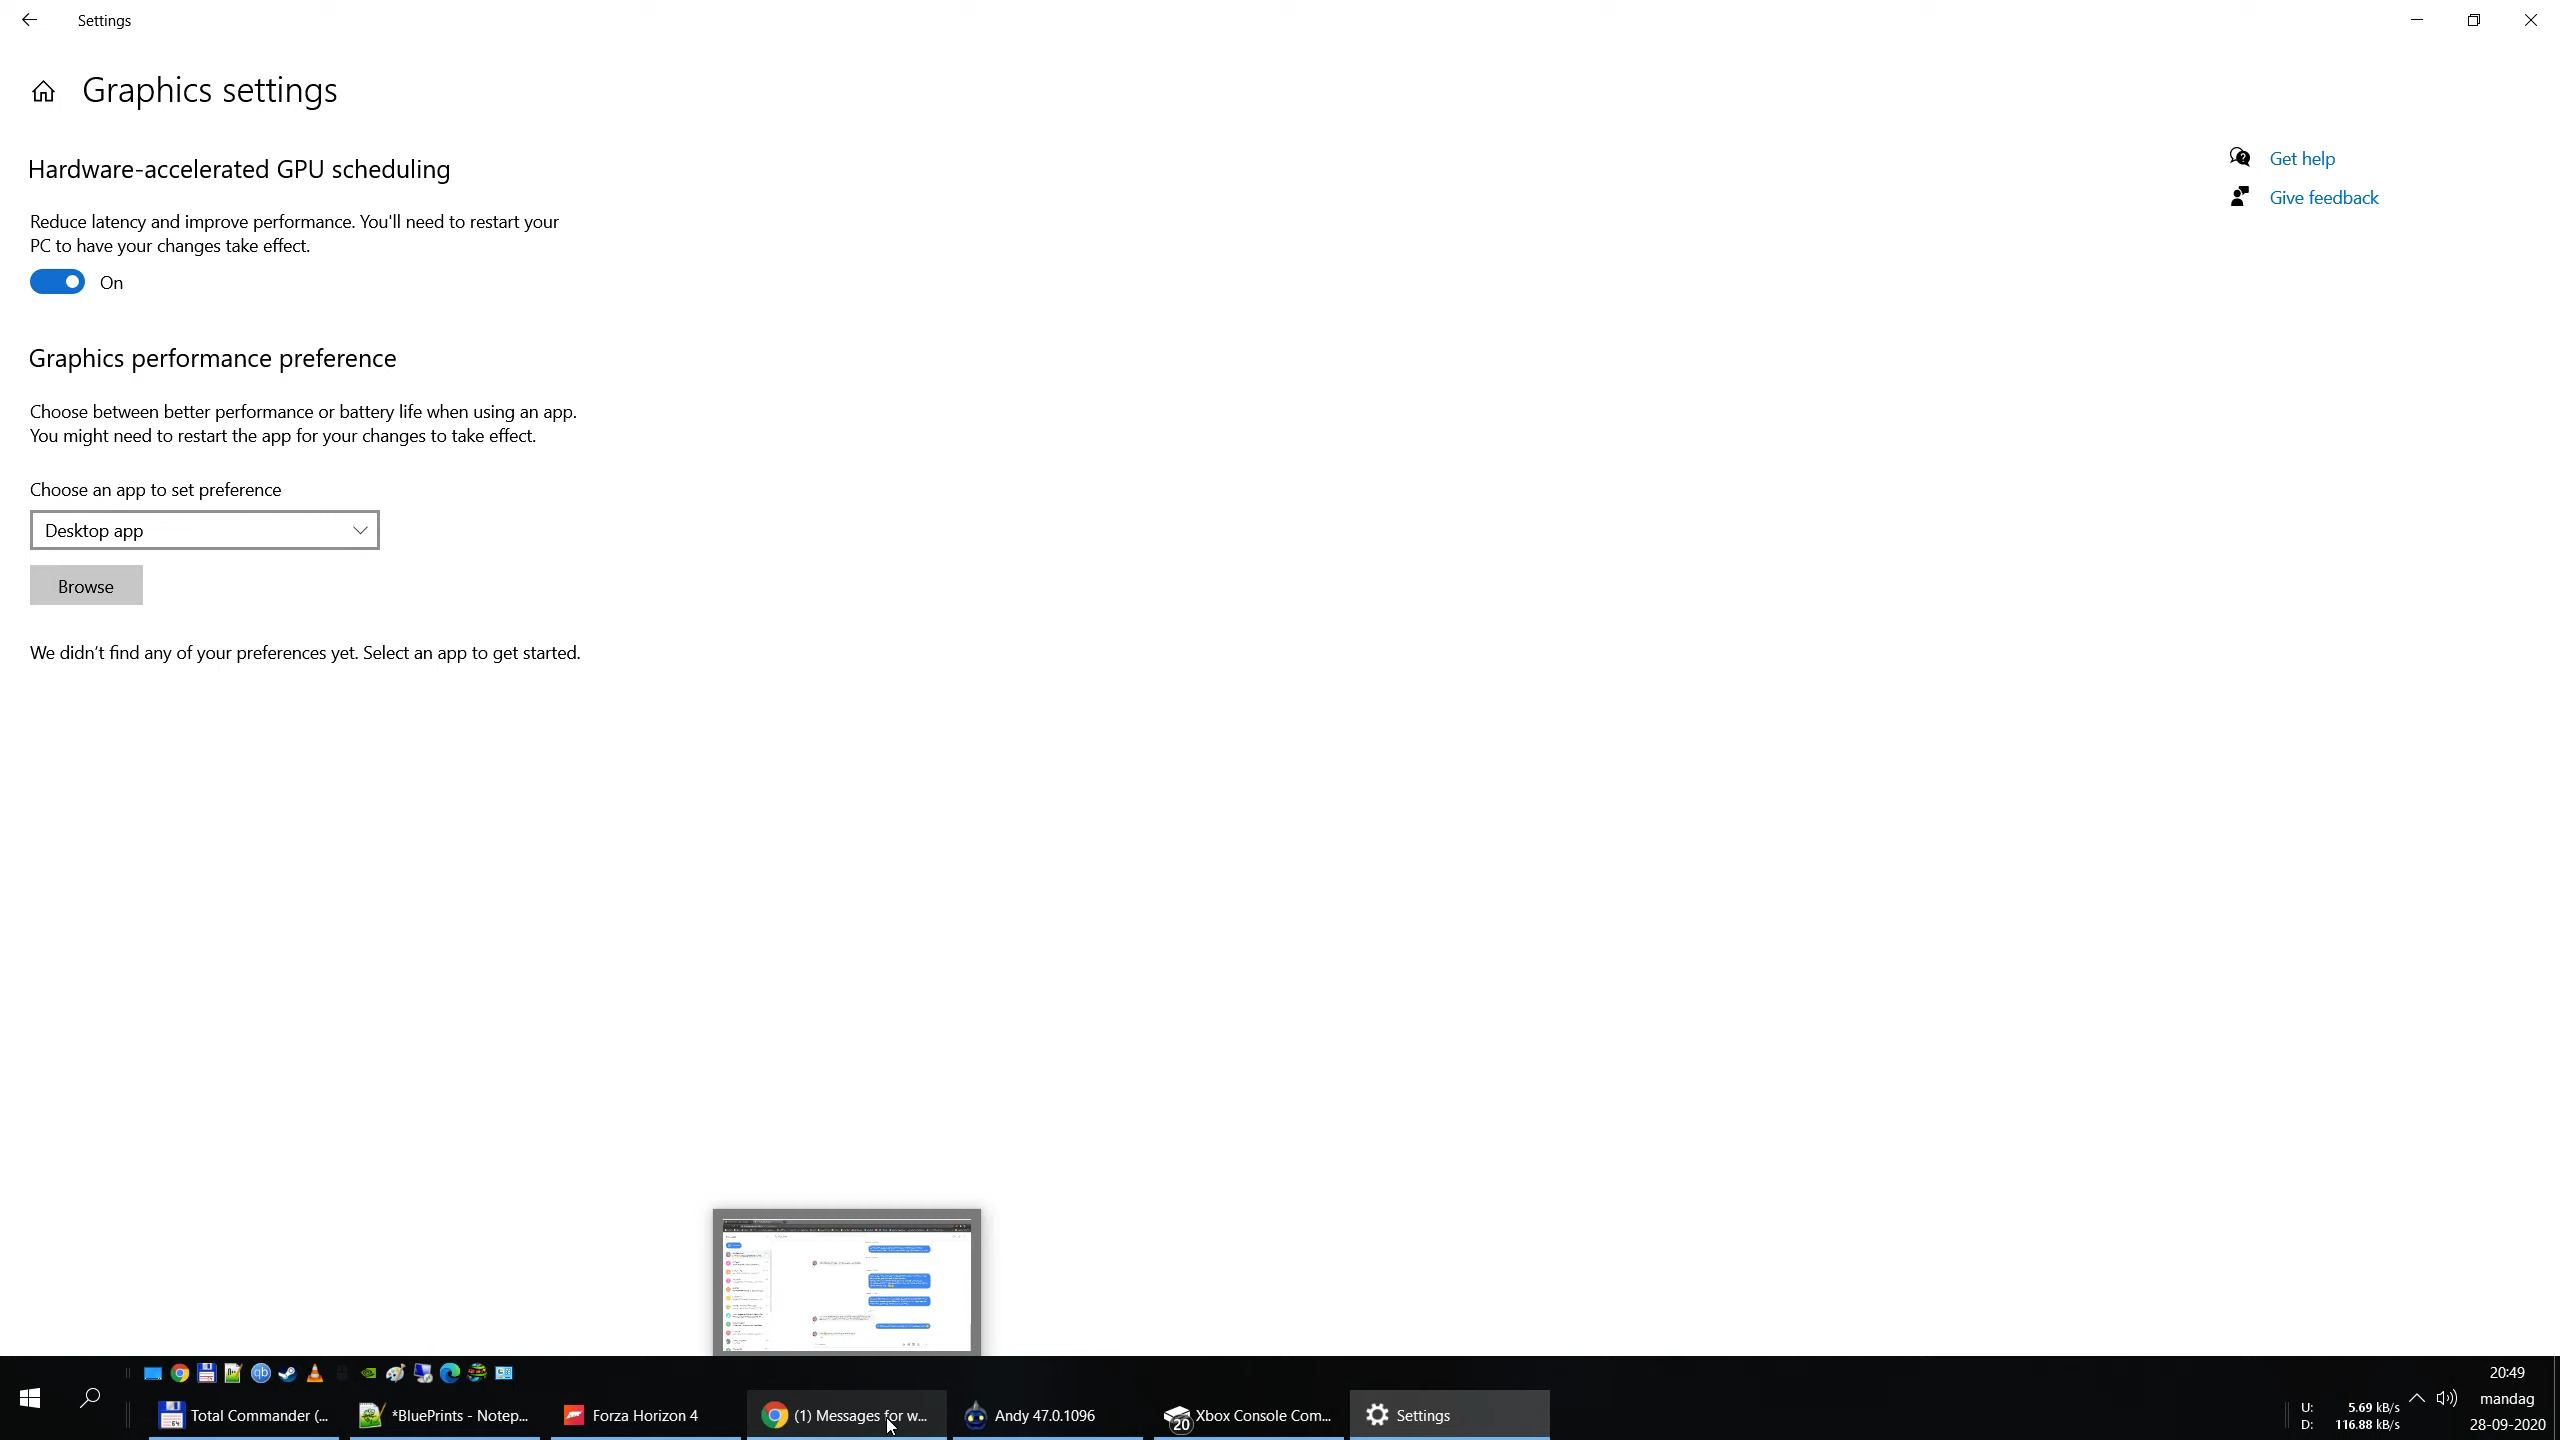 Settings
Graphics settings
Hardware-accelerated GPU scheduling
Reduce latency and improve performance. You'll need to restart your
PC to have your changes take effect.
On
Graphics performance preference
Choose between better performance or battery life when using an app.
You might need to restart the app for your changes to take effect.
Choose an app to set preference
Desktop app
Browse
We didn't find any of your preferences yet. Select an app to get started.
Get help
Give feedback
Total Commander (...
*BluePrints - Notep...
Forza Horizon 4
(1) Messages for w...
Andy 47.0.1096
20
Xbox Console Com...
Settings
U: 5.69 kB/s
D: 116.88 kB/s
20:49
mandag
28-09-2020